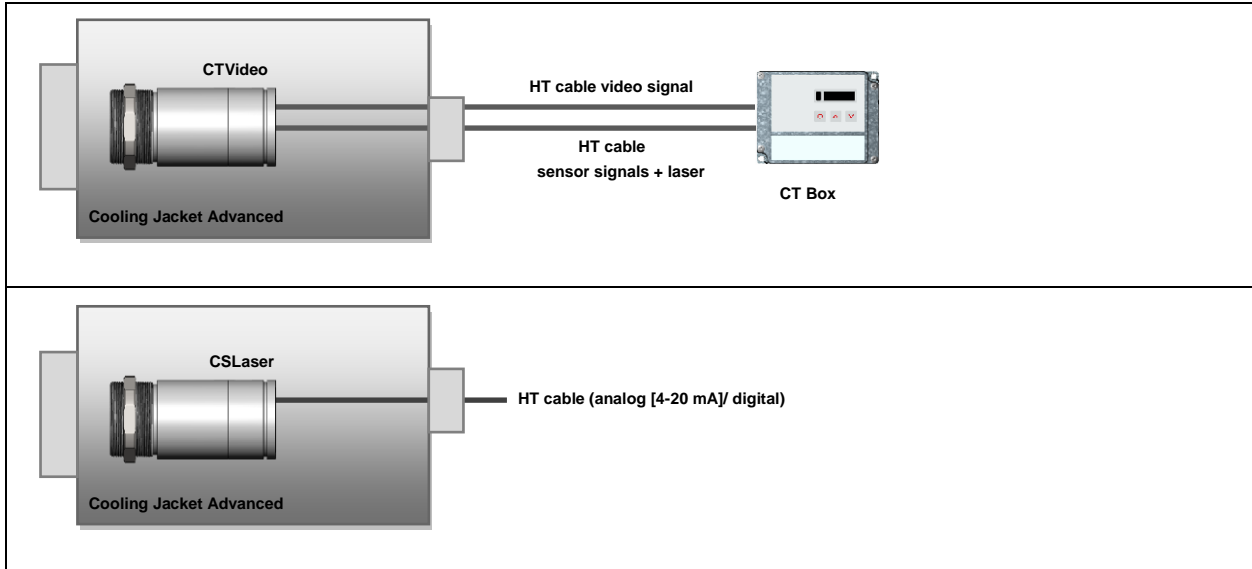 CTVideo
HT cable video signal
HT cable
sensor signals + laser
CT Box
Cooling Jacket Advanced
CSLaser
HT cable (analog [4-20 mA]/ digital)
Cooling Jacket Advanced